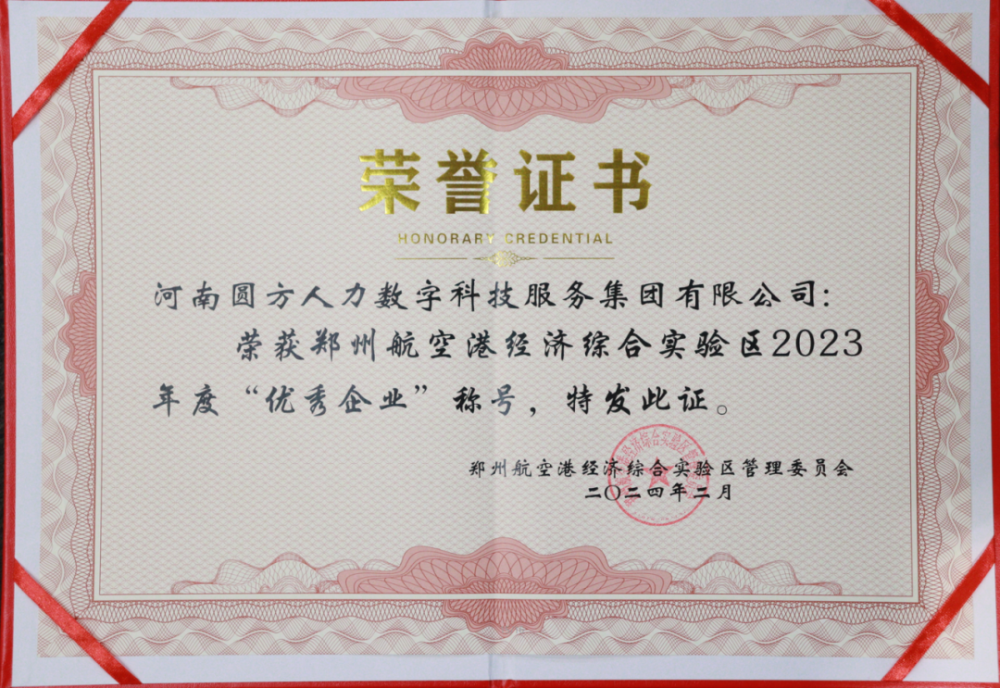 荣誉证书
HONORARY CREDENTIAL
河南圆方人力数字科技服务集团有限公司：
荣获郑州航空港经济综合实验区2023
年度“优秀企业”称号，特发此证。
郑州航空港经济综合实验区管理委员会
二〇二四年二月